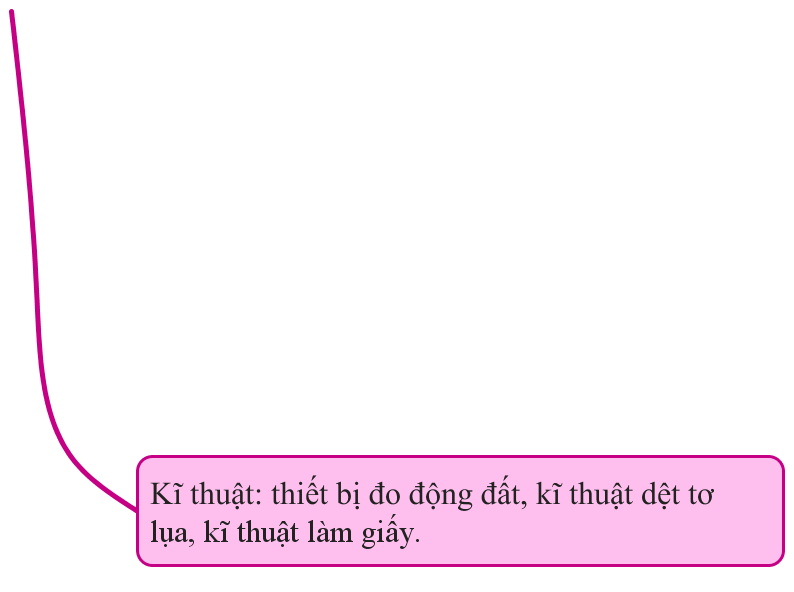 Kĩ thuật: thiết bị đo động đất, kĩ thuật dệt tơ
lụa, kĩ thuật làm giấy.